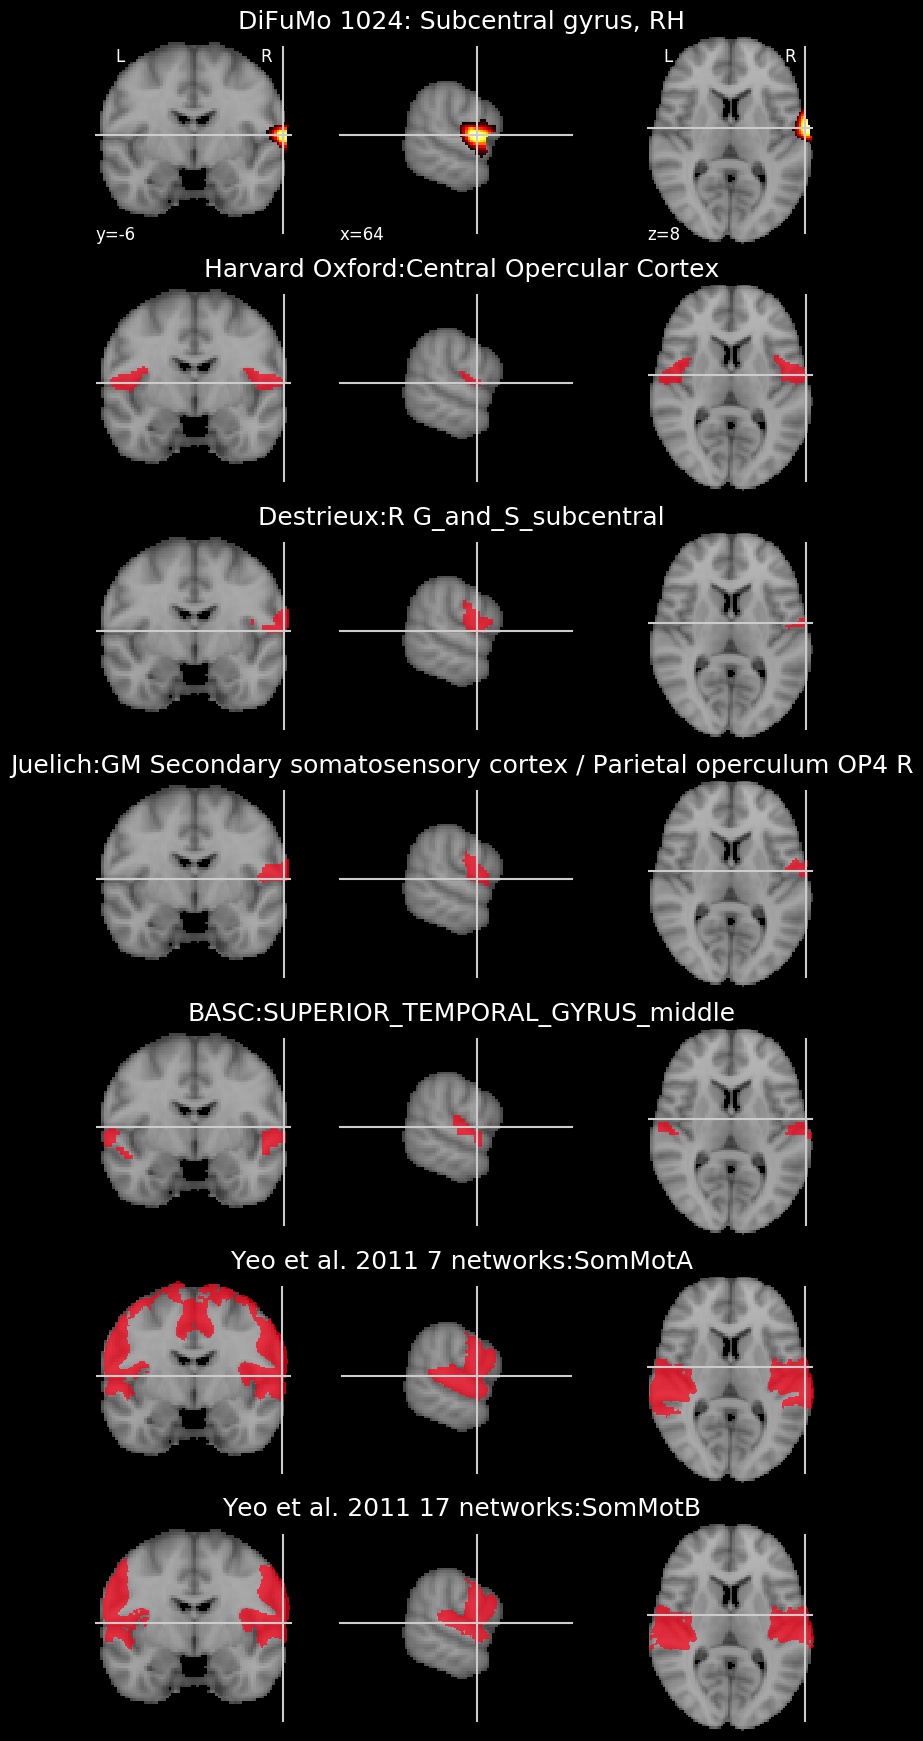 DiFuMo 1024: Subcentral gyrus, RH
L R L R
y=-6 x=64 z=8
Harvard Oxford:Central Opercular Cortex
Destrieux:R G_and_S_subcentral
Juelich:GM Secondary somatosensory cortex / Parietal operculum OP4 R
BASC:SUPERIOR_TEMPORAL_GYRUS_middle
Yeo et al. 2011 7 networks:SomMotA
Yeo et al. 2011 17 networks:SomMotB